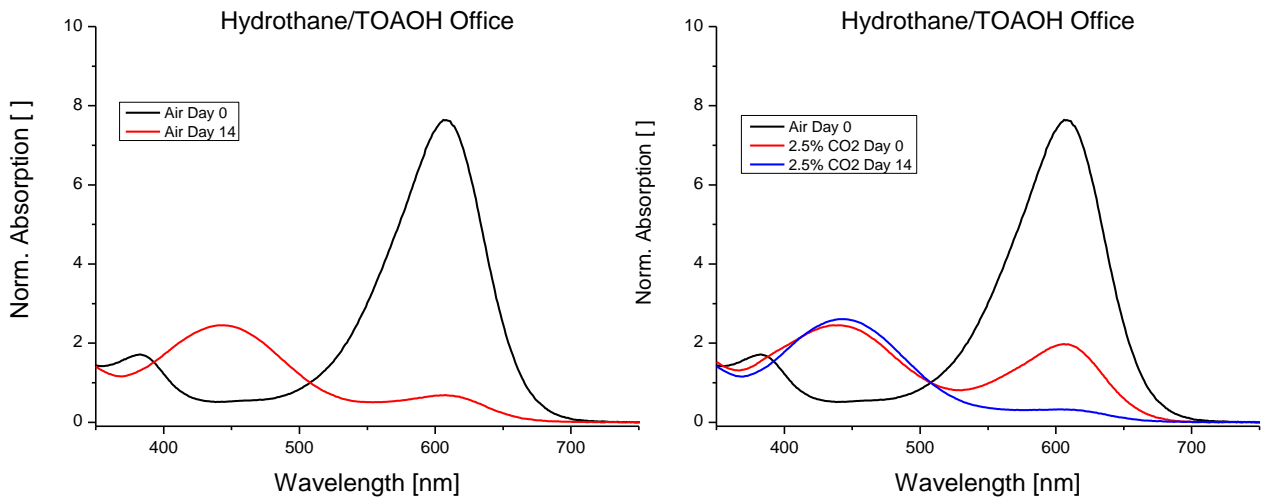 Hydrothane/TOAOH Office
10
8
6
4
2
0
Norm. Absorption [ ]
Air Day 0
Air Day 14
400
500
600
700
Wavelength [nm]
Hydrothane/TOAOH Office
10
8
6
4
2
0
Norm. Absorption [ ]
Air Day 0
2.5% CO2 Day 0
2.5% CO2 Day 14
400
500
600
700
Wavelength [nm]